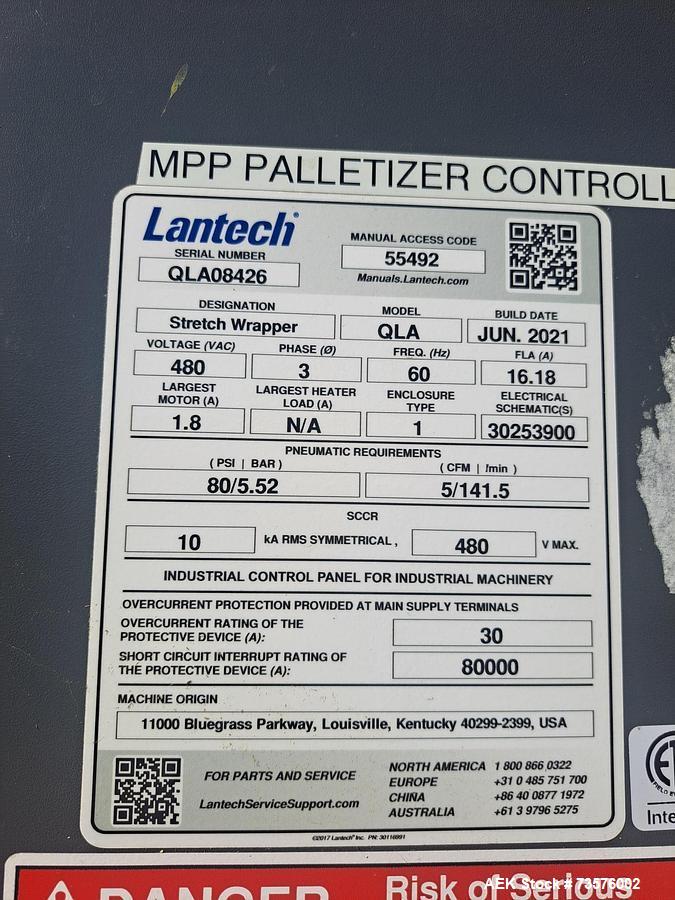 MPP PALLETIZER CONTROLL
Lantech®
SERIAL NUMBER
QLA08426
MANUAL ACCESS CODE
55492
Manuals.Lantech.com
DESIGNATION MODEL BUILD DATE
Stretch Wrapper QLA JUN. 2021
VOLTAGE (VAC) PHASE (Ø) FREQ. (Hz) FLA (A)
480 3 60 16.18
LARGEST MOTOR (A) LARGEST HEATER LOAD (A) ENCLOSURE TYPE ELECTRICAL SCHEMATIC(S)
1.8 N/A 1 30253900
PNEUMATIC REQUIREMENTS
( PSI | BAR ) ( CFM | l/min )
80/5.52 5/141.5
SCCR
10 kA RMS SYMMETRICAL , 480 V MAX.
INDUSTRIAL CONTROL PANEL FOR INDUSTRIAL MACHINERY
OVERCURRENT PROTECTION PROVIDED AT MAIN SUPPLY TERMINALS
OVERCURRENT RATING OF THE
PROTECTIVE DEVICE (A): 30
SHORT CIRCUIT INTERRUPT RATING OF
THE PROTECTIVE DEVICE (A): 80000
MACHINE ORIGIN
11000 Bluegrass Parkway, Louisville, Kentucky 40299-2399, USA
FOR PARTS AND SERVICE
LantechServiceSupport.com
NORTH AMERICA 1 800 866 0322
EUROPE +31 0 485 751 700
CHINA +86 40 0877 1972
AUSTRALIA +61 3 9796 5275
©2017 Lantech® Inc. PN: 30116991
Inte
DANGER Risk of Serious
AEK Stock # 73576002